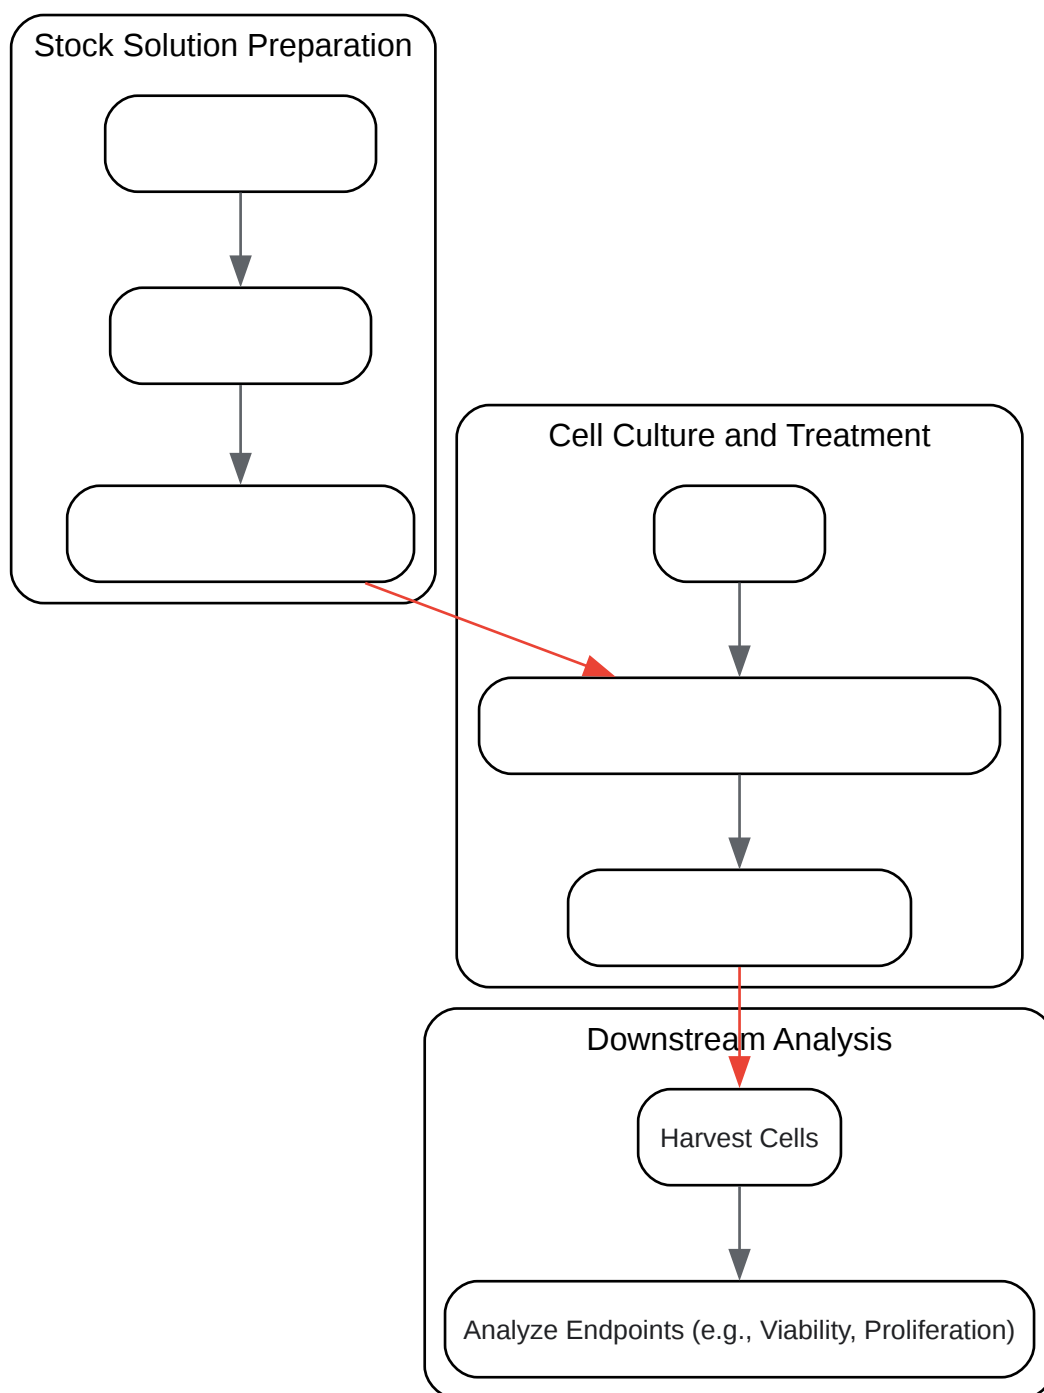 Stock Solution Preparation
Cell Culture and Treatment
Downstream Analysis
Harvest Cells
Analyze Endpoints (e.g., Viability, Proliferation)